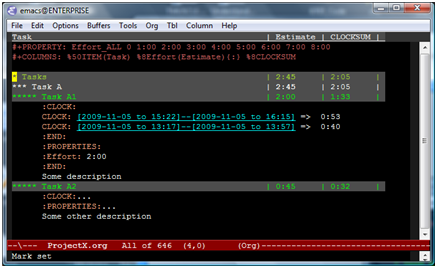 emacs@ENTERPRISE
File Edit Options Buffers Tools Org Tbl Column Help
Task | Estimate | CLOCKSUM |
#+PROPERTY: Effort_ALL 0 1:00 2:00 3:00 4:00 5:00 6:00 7:00 8:00
#+COLUMNS: %50ITEM(Task) %8Effort(Estimate){:} %8CLOCKSUM
* Tasks | 2:45 | 2:05 |
*** Task A | 2:45 | 2:05 |
***** Task A1 | 2:00 | 1:33 |
:CLOCK:
CLOCK: [2009-11-05 to 15:22]--[2009-11-05 to 16:15] => 0:53
CLOCK: [2009-11-05 to 13:17]--[2009-11-05 to 13:57] => 0:40
:END:
:PROPERTIES:
:Effort: 2:00
:END:
Some description
***** Task A2 | 0:45 | 0:32 |
:CLOCK:...
:PROPERTIES:...
Some other description
--\--- ProjectX.org All of 646 (4,0) (Org)
Mark set